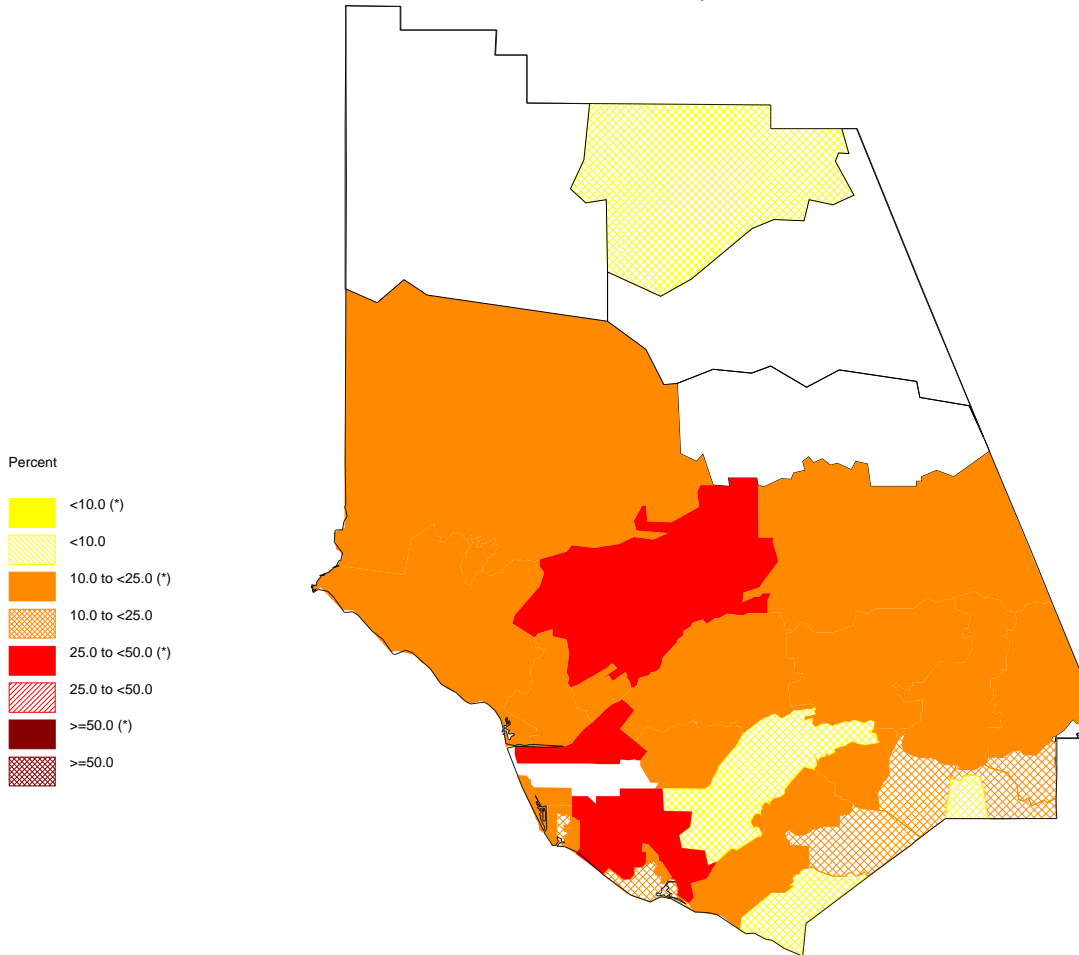 Percent
<10.0 (*)
<10.0
10.0 to <25.0 (*)
10.0 to <25.0
25.0 to <50.0 (*)
25.0 to <50.0
>=50.0 (*)
>=50.0